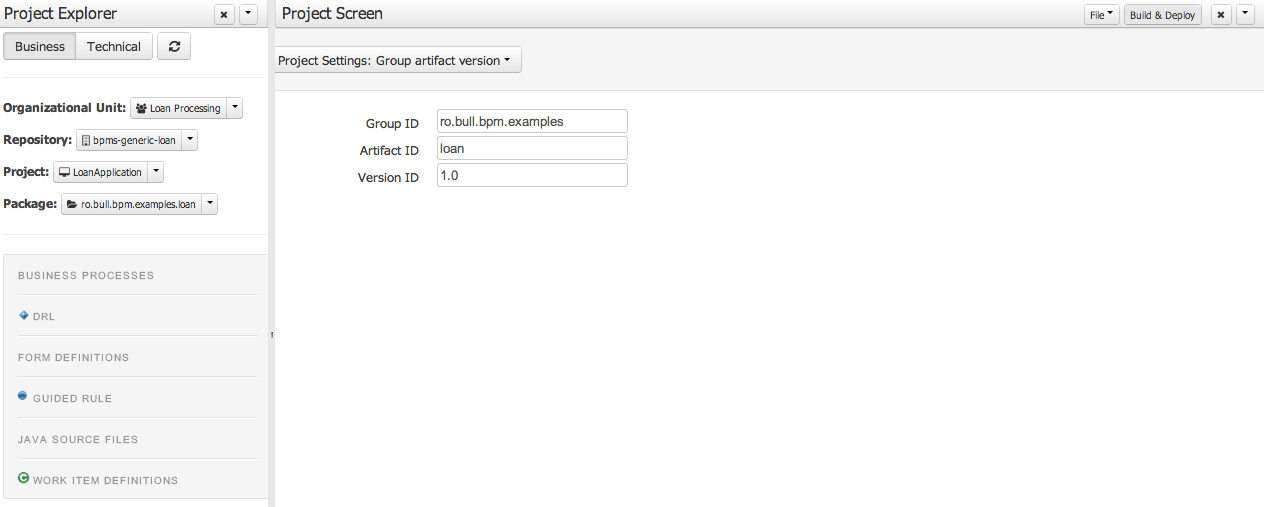 Project Explorer
Business Technical
Organizational Unit: Loan Processing
Repository: bpms-generic-loan
Project: LoanApplication
Package: ro.bull.bpm.examples.loan
BUSINESS PROCESSES
DRL
FORM DEFINITIONS
GUIDED RULE
JAVA SOURCE FILES
WORK ITEM DEFINITIONS
Project Screen
File Build & Deploy
Project Settings: Group artifact version
Group ID ro.bull.bpm.examples
Artifact ID loan
Version ID 1.0